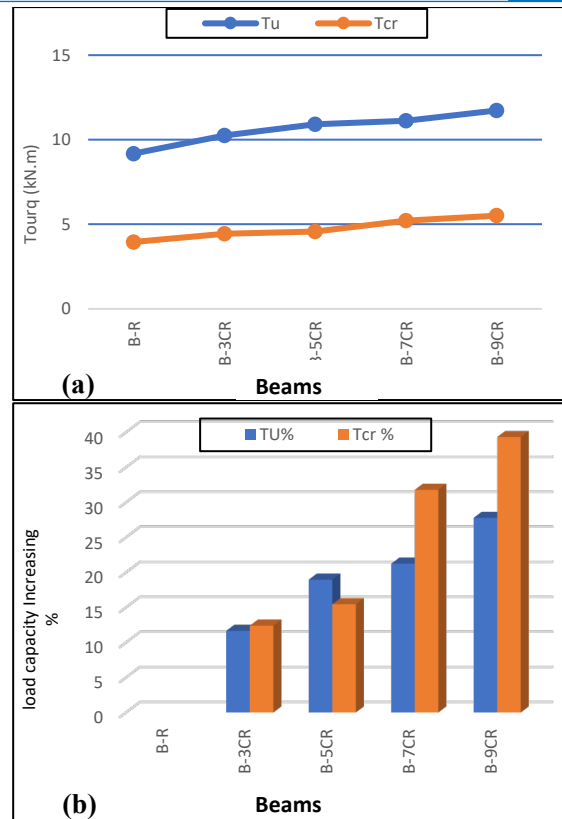 Tu Tcr
15
10
5
0
Tourq (kN.m)
B-R
B-3CR
B-5CR
B-7CR
B-9CR
(a) Beams
TU% Tcr %
40
35
30
25
20
15
10
5
0
load capacity Increasing
%
B-R
B-3CR
B-5CR
B-7CR
B-9CR
(b) Beams